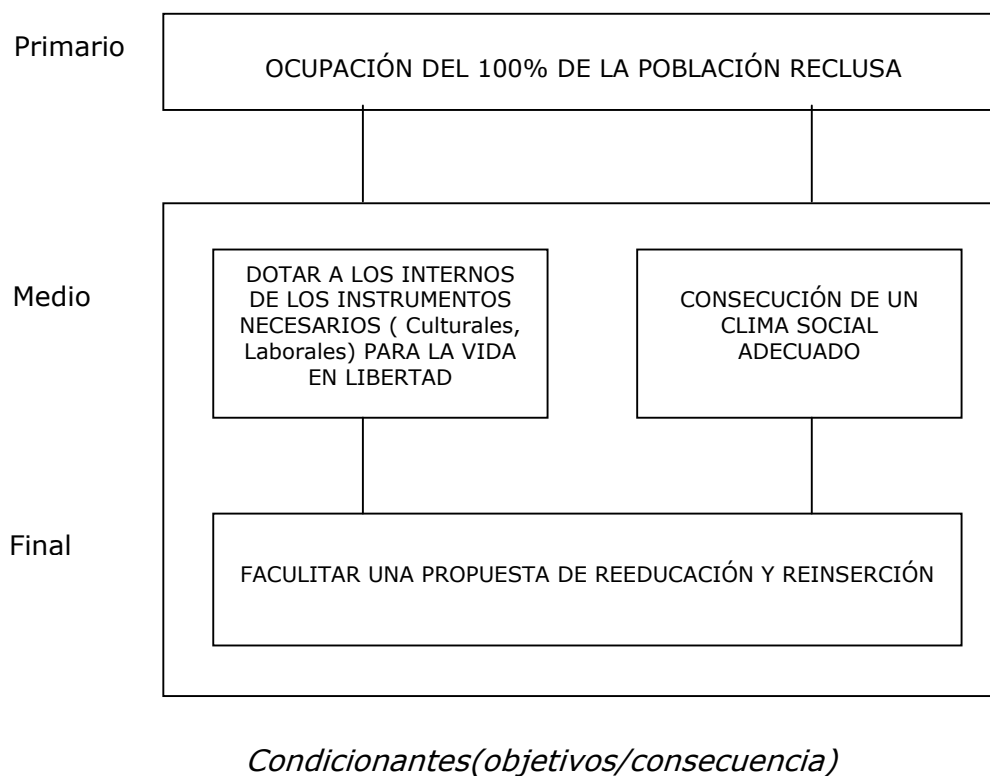 Primario
OCUPACIÓN DEL 100% DE LA POBLACIÓN RECLUSA
Medio
DOTAR A LOS INTERNOS
DE LOS INSTRUMENTOS
NECESARIOS ( Culturales,
Laborales) PARA LA VIDA
EN LIBERTAD
CONSECUCIÓN DE UN
CLIMA SOCIAL
ADECUADO
Final
FACULITAR UNA PROPUESTA DE REEDUCACIÓN Y REINSERCIÓN
Condicionantes(objetivos/consecuencia)